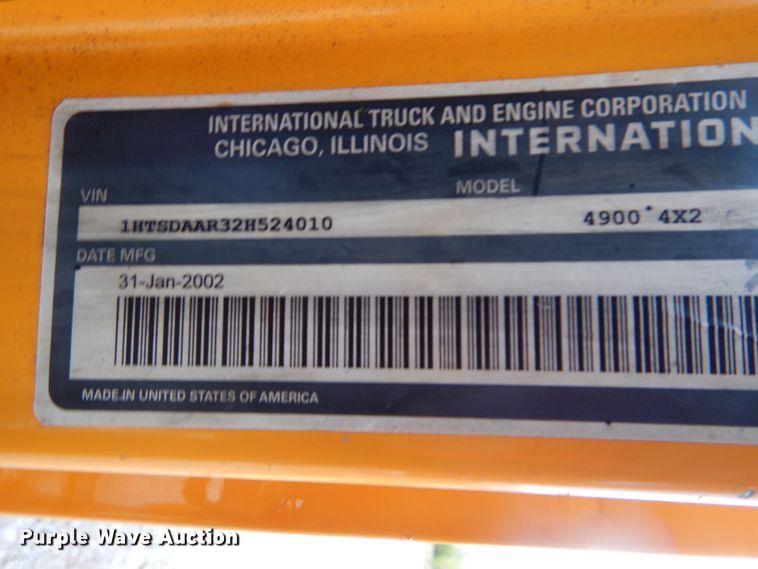 INTERNATIONAL TRUCK AND ENGINE CORPORATION
CHICAGO, ILLINOIS INTERNATION
VIN MODEL
1HTSDAAR32H524010 4900 4X2
DATE MFG
31-Jan-2002
MADE IN UNITED STATES OF AMERICA
Purple Wave Auction